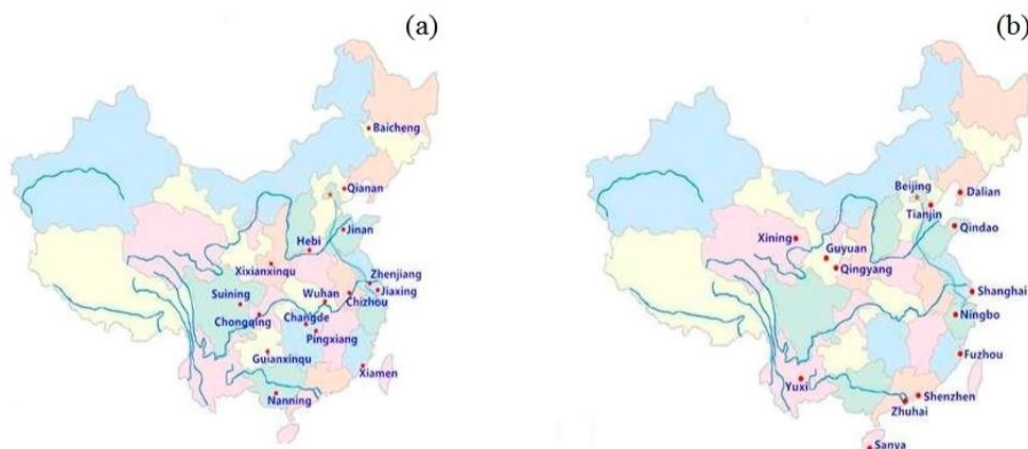 (a)
Baicheng
Qianan
Jinan
Hebi
Xixianxinqu
Zhenjiang
Jiaxing
Chizhou
Wuhan
Suining
Chongqing
Changde
Pingxiang
Guianxinqu
Xiamen
Nanning
(b)
Beijing
Dalian
Tianjin
Qindao
Xining
Guyuan
Qingyang
Shanghai
Ningbo
Fuzhou
Yuxi
Shenzhen
Zhuhai
Sanya